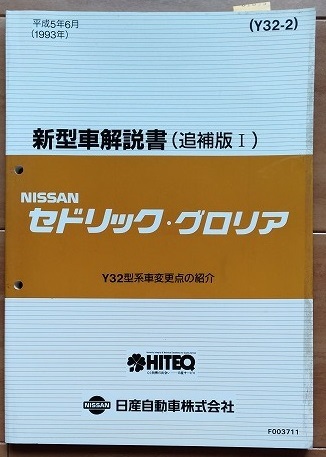 平成5年6月
(1993年)
(Y32-2)
新型車解説書(追補版Ⅰ)
NISSAN
セドリック・グロリア
Y32型系車変更点の紹介
HITEQ
NISSAN 日産自動車株式会社
F003711